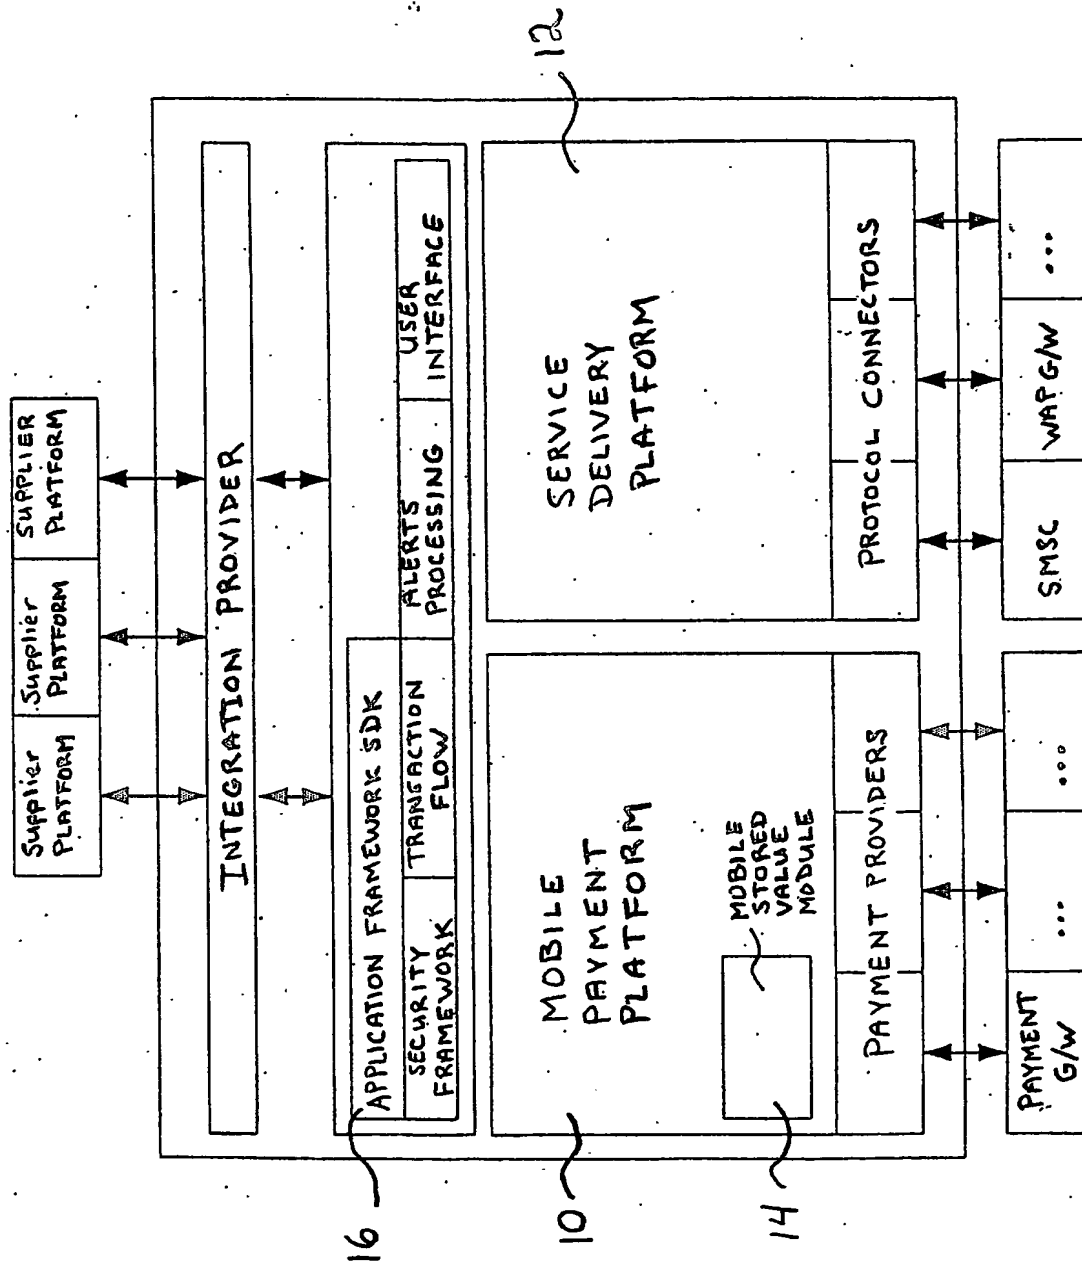 Supplier
PLATFORM
Supplier
PLATFORM
SUPPLIER
PLATFORM
INTEGRATION PROVIDER
16
APPLICATION FRAMEWORK SDK
SECURITY
FRAMEWORK
TRANSACTION
FLOW
ALERTS
PROCESSING
USER
INTERFACE
10
MOBILE
PAYMENT
PLATFORM
14
MOBILE
STORED
VALUE
MODULE
PAYMENT PROVIDERS
12
SERVICE
DELIVERY
PLATFORM
PROTOCOL CONNECTORS
PAYMENT
G/W
...
...
SMSC
WAP G/W
...